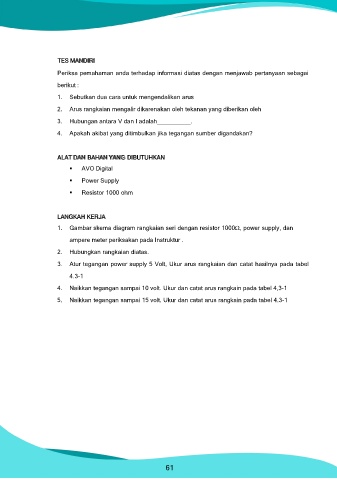 TES MANDIRI
Periksa pemahaman anda terhadap informasi diatas dengan menjawab pertanyaan sebagai
berikut :
1. Sebutkan dua cara untuk mengendalikan arus
2. Arus rangkaian mengalir dikarenakan oleh tekanan yang diberikan oleh
3. Hubungan antara V dan I adalah__________.
4. Apakah akibat yang ditimbulkan jika tegangan sumber digandakan?
ALAT DAN BAHAN YANG DIBUTUHKAN
• AVO Digital
• Power Supply
• Resistor 1000 ohm
LANGKAH KERJA
1. Gambar skema diagram rangkaian seri dengan resistor 1000Ω, power supply, dan
ampere meter periksakan pada Instruktur .
2. Hubungkan rangkaian diatas.
3. Atur tegangan power supply 5 Volt, Ukur arus rangkaian dan catat hasilnya pada tabel
4.3-1
4. Naikkan tegangan sampai 10 volt. Ukur dan catat arus rangkain pada tabel 4,3-1
5. Naikkan tegangan sampai 15 volt. Ukur dan catat arus rangkain pada tabel 4,3-1
61